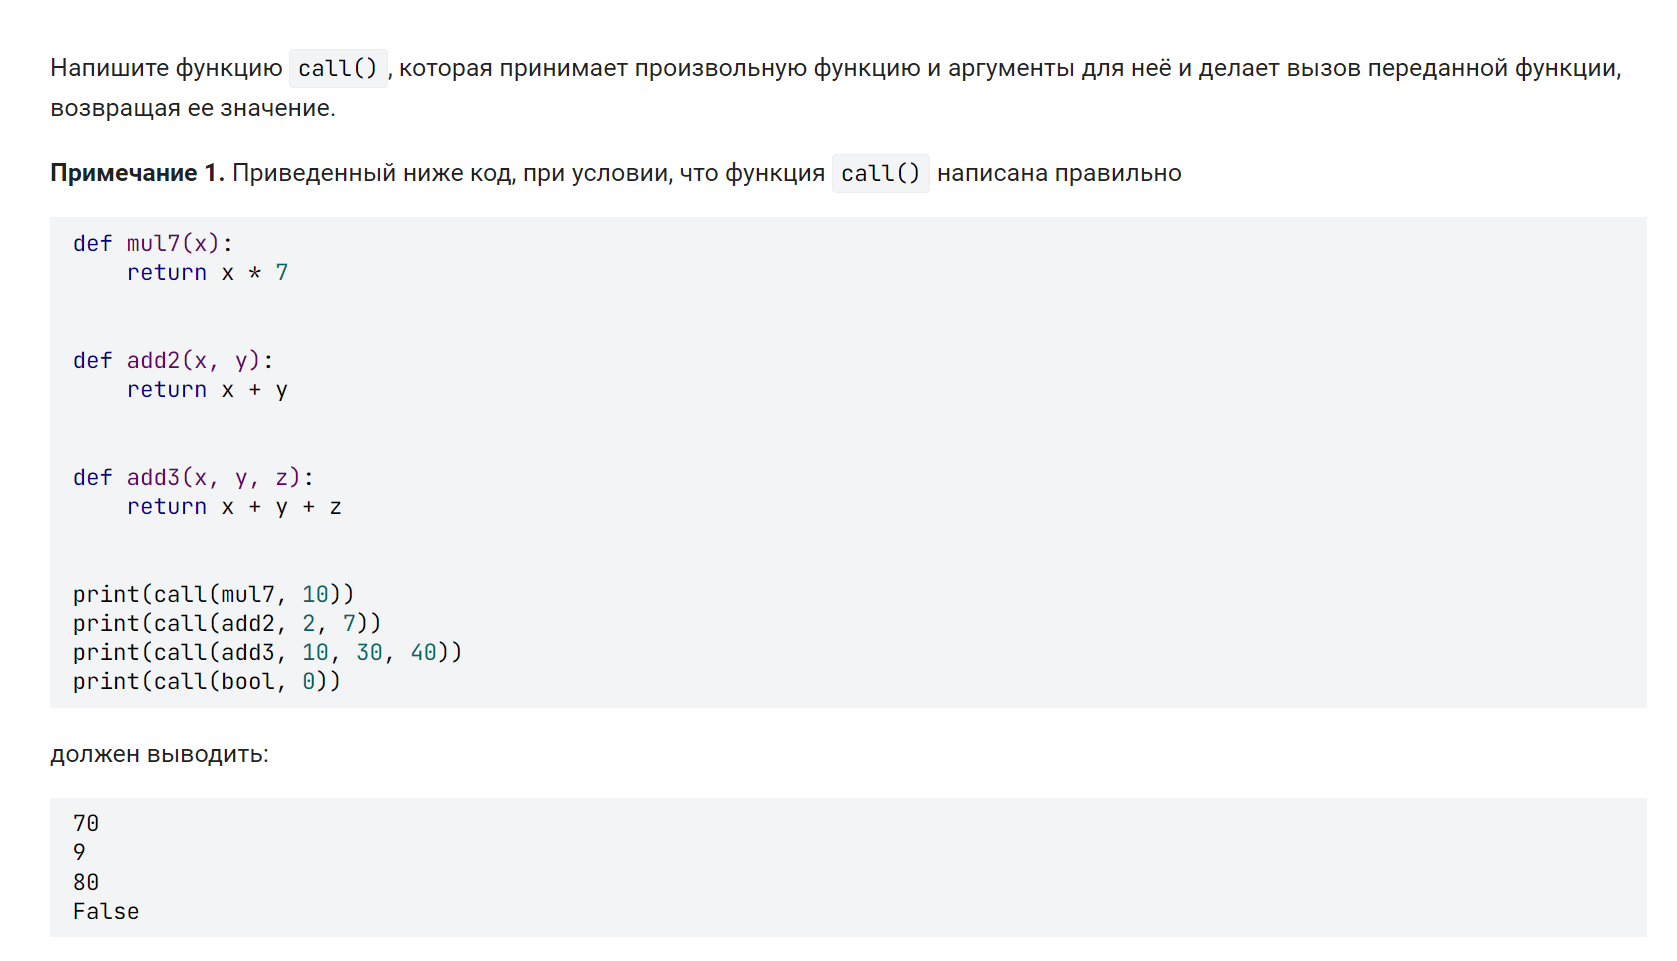 Напишите функцию call(), которая принимает произвольную функцию и аргументы для неё и делает вызов переданной функции,
возвращая ее значение.
Примечание 1. Приведенный ниже код, при условии, что функция call() написана правильно
def mul7(x):
    return x * 7
def add2(x, y):
    return x + y
def add3(x, y, z):
    return x + y + z
print(call(mul7, 10))
print(call(add2, 2, 7))
print(call(add3, 10, 30, 40))
print(call(bool, 0))
должен выводить:
70
9
80
False